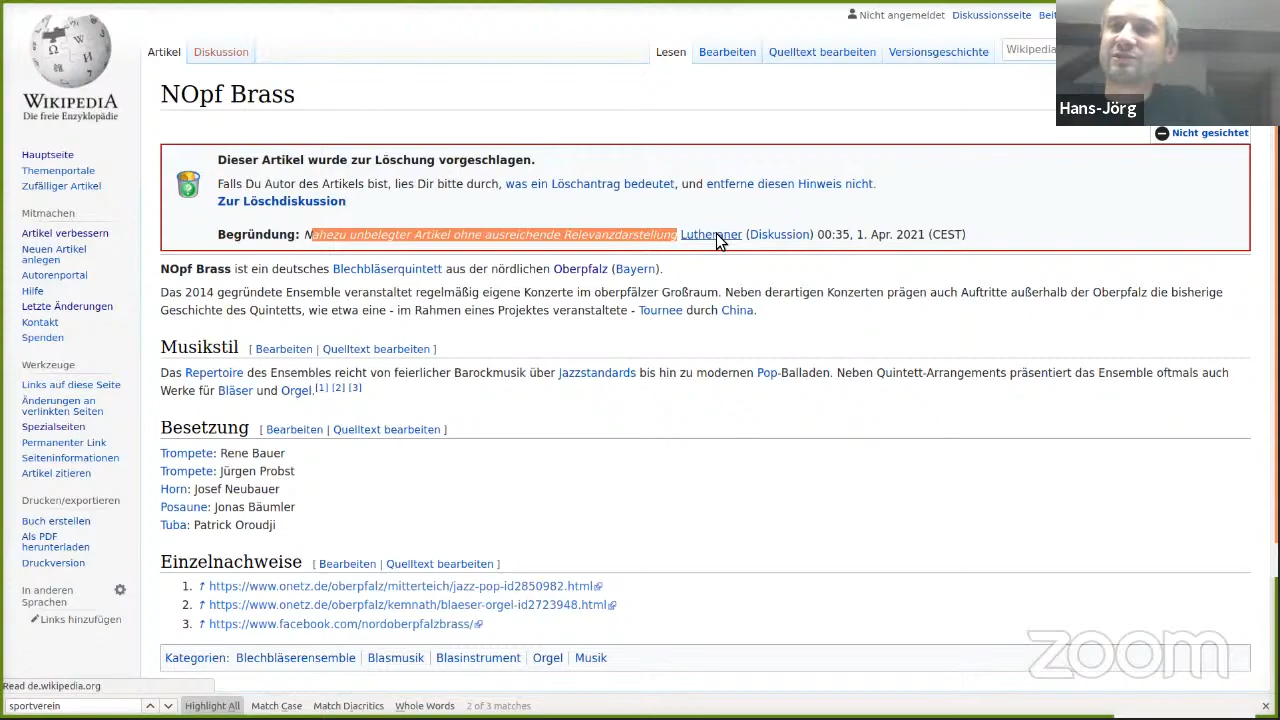 Nicht angemeldet Diskussionsseite Bei
Artikel Diskussion Lesen Bearbeiten Quelltext bearbeiten Versionsgeschichte Wikipedia
Hans-Jörg
WIKIPEDIA
Die freie Enzyklopädie
Hauptseite
Themenportale
Zufälliger Artikel
Mitmachen
Artikel verbessern
Neuen Artikel
anlegen
Autorenportal
Hilfe
Letzte Änderungen
Kontakt
Spenden
Werkzeuge
Links auf diese Seite
Änderungen an
verlinkten Seiten
Spezialseiten
Permanenter Link
Seiteninformationen
Artikel zitieren
Drucken/exportieren
Buch erstellen
Als PDF
herunterladen
Druckversion
In anderen
Sprachen
Links hinzufügen
NOpf Brass
Nicht gesichtet
Dieser Artikel wurde zur Löschung vorgeschlagen.
Falls Du Autor des Artikels bist, lies Dir bitte durch, was ein Löschantrag bedeutet, und entferne diesen Hinweis nicht.
Zur Löschdiskussion
Begründung: Nahezu unbelegter Artikel ohne ausreichende Relevanzdarstellung Lutheraner (Diskussion) 00:35, 1. Apr. 2021 (CEST)
NOpf Brass ist ein deutsches Blechbläserquintett aus der nördlichen Oberpfalz (Bayern).
Das 2014 gegründete Ensemble veranstaltet regelmäßig eigene Konzerte im oberpfälzer Großraum. Neben derartigen Konzerten prägen auch Auftritte außerhalb der Oberpfalz die bisherige
Geschichte des Quintetts, wie etwa eine - im Rahmen eines Projektes veranstaltete - Tournee durch China.
Musikstil [ Bearbeiten | Quelltext bearbeiten ]
Das Repertoire des Ensembles reicht von feierlicher Barockmusik über Jazzstandards bis hin zu modernen Pop-Balladen. Neben Quintett-Arrangements präsentiert das Ensemble oftmals auch
Werke für Bläser und Orgel.[1] [2] [3]
Besetzung [ Bearbeiten | Quelltext bearbeiten ]
Trompete: Rene Bauer
Trompete: Jürgen Probst
Horn: Josef Neubauer
Posaune: Jonas Bäumler
Tuba: Patrick Oroudji
Einzelnachweise [ Bearbeiten | Quelltext bearbeiten ]
1. ↑ https://www.onetz.de/oberpfalz/mitterteich/jazz-pop-id2850982.html
2. ↑ https://www.onetz.de/oberpfalz/kemnath/blaeser-orgel-id2723948.html
3. ↑ https://www.facebook.com/nordoberpfalzbrass/
Kategorien: Blechbläserensemble | Blasmusik | Blasinstrument | Orgel | Musik
zoom
Read de.wikipedia.org
sportverein Highlight All Match Case Match Diacritics Whole Words 2 of 3 matches